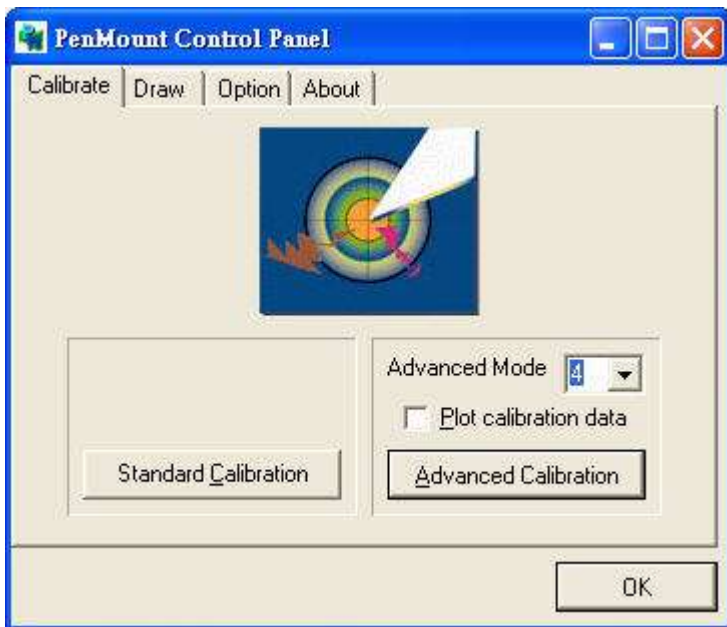 PenMount Control Panel
Calibrate Draw Option About
Advanced Mode 4
Plot calibration data
Standard Calibration Advanced Calibration
OK